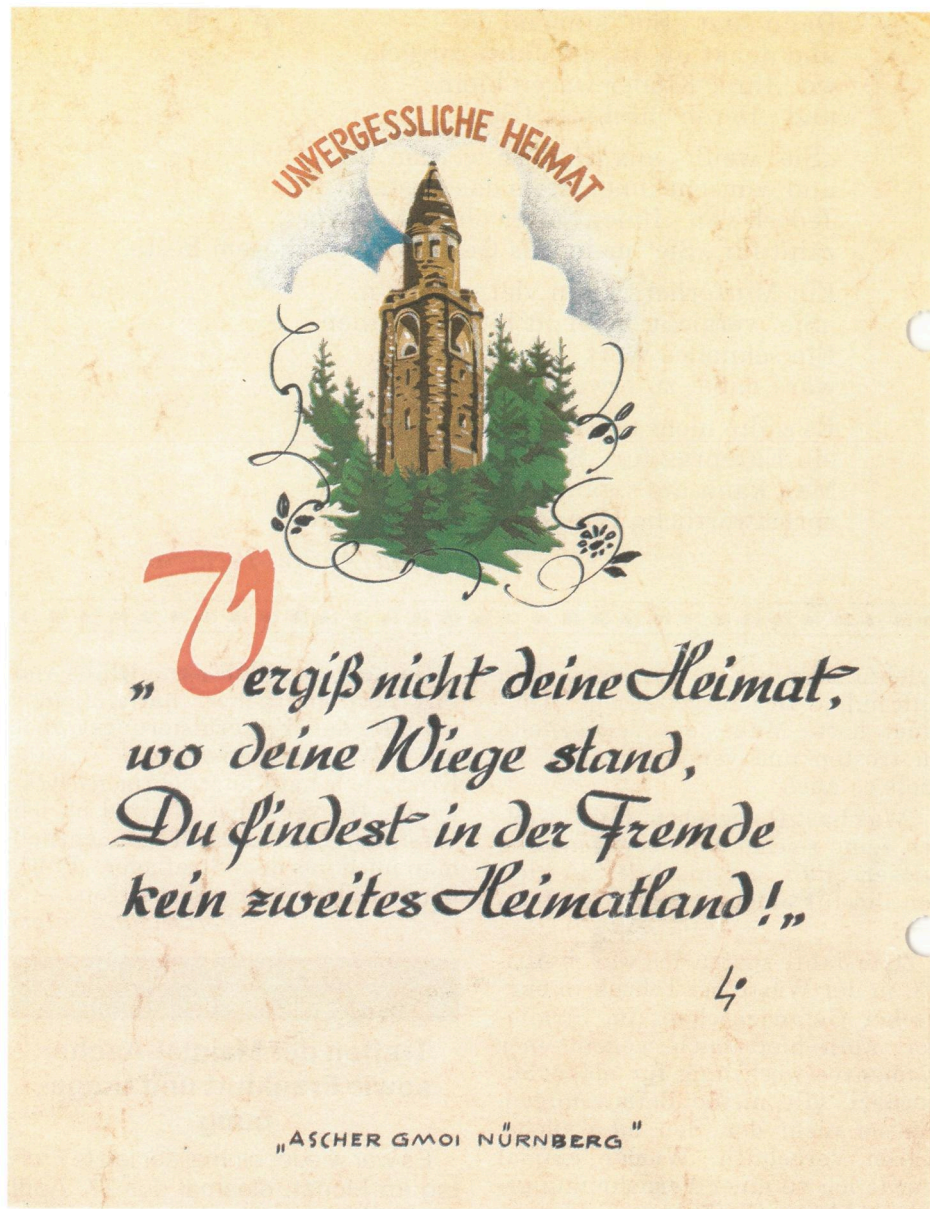 UNVERGESSLICHE HEIMAT
„Vergiß nicht deine Heimat,
wo deine Wiege stand,
Du findest in der Fremde
kein zweites Heimatland!„
„ASCHER GMOI NÜRNBERG"